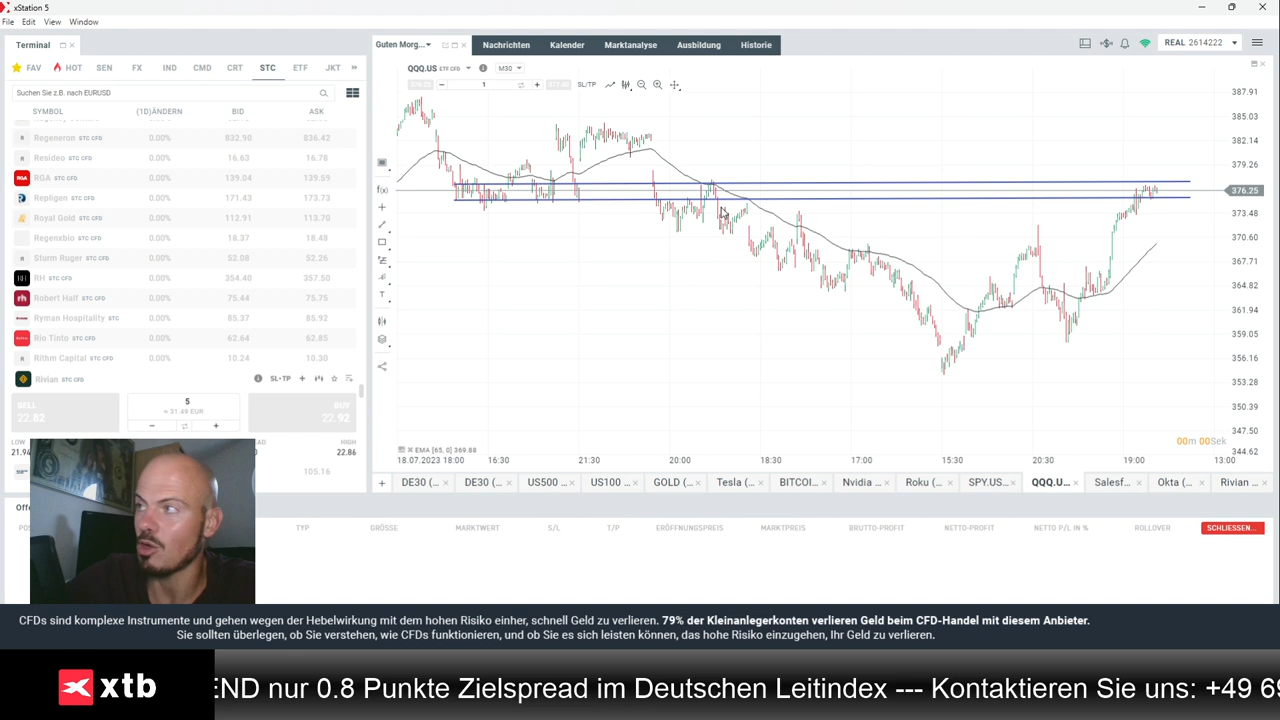 xStation 5
File Edit View Window
Terminal
Guten Morg...
Nachrichten Kalender Marktanalyse Ausbildung Historie
REAL 2614222
FAV HOT SEN FX IND CMD CRT STC ETF JKT
Suchen Sie z.B. nach EURUSD
SYMBOL (1D)ÄNDERN BID ASK
Regeneron STC CFD 0.00% 832.90 836.42
Resideo STC CFD 0.00% 16.63 16.78
RGA STC CFD 0.00% 139.04 139.59
Repligen STC CFD 0.00% 172.70 173.73
Royal Gold STC CFD 0.00% 112.91 113.70
Regenxbio STC CFD 0.00% 18.37 18.48
Sturm Ruger STC CFD 0.00% 52.08 52.26
RH STC CFD 0.00% 354.40 357.50
Robert Half STC CFD 0.00% 75.44 75.75
Ryman Hospitality STC 0.00% 85.37 85.92
Rio Tinto STC CFD 0.00% 62.64 62.85
Rithm Capital STC CFD 0.00% 10.24 10.30
Rivian STC CFD SL+TP
SELL
22.82
5
≈ 31.49 EUR
BUY
22.92
LOW
21.94
HIGH
22.86
105.16
QQQ.US ETF CFD M30
1 SL/TP
387.91
385.03
382.14
379.26
376.25
373.48
370.60
367.71
364.82
361.94
359.05
356.16
353.28
350.39
347.50
344.62
00m 00Sek
EMA [65, 0] 369.88
18.07.2023 18:00 16:30 21:30 20:00 18:30 17:00 15:30 20:30 19:00 13:00
DE30 (... DE30 (... US500 ... US100 ... GOLD (... Tesla (... BITCOI... Nvidia ... Roku (... SPY.US... QQQ.U... Salesf... Okta (... Rivian ...
TYP GRÖSSE MARKTWERT S/L T/P ERÖFFNUNGSPREIS MARKTPREIS BRUTTO-PROFIT NETTO-PROFIT NETTO P/L IN % ROLLOVER SCHLIESSEN...
CFDs sind komplexe Instrumente und gehen wegen der Hebelwirkung mit dem hohen Risiko einher, schnell Geld zu verlieren. 79% der Kleinanlegerkonten verlieren Geld beim CFD-Handel mit diesem Anbieter.
Sie sollten überlegen, ob Sie verstehen, wie CFDs funktionieren, und ob Sie es sich leisten können, das hohe Risiko einzugehen, Ihr Geld zu verlieren.
xtb
END nur 0.8 Punkte Zielspread im Deutschen Leitindex --- Kontaktieren Sie uns: +49 69